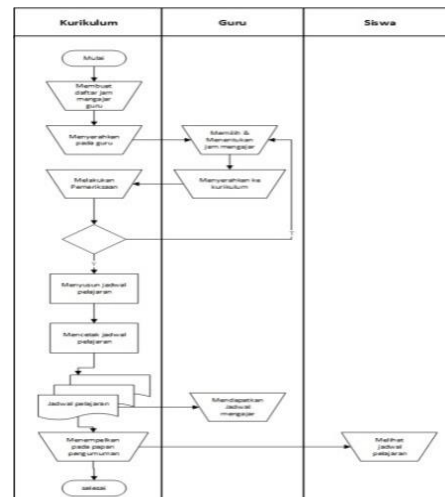 Kurikulum
Guru
Siswa
Mulai
Membuat
daftar jam
mengajar
guru
Menyerahkan
pada guru
Memilih &
Menentukan
jam mengajar
Melakukan
Pemeriksaan
Menyerahkan ke
kurikulum
Menyusun jadwal
pelajaran
Mencetak jadwal
pelajaran
Jadwal pelajaran
Mendapatkan
Jadwal
mengajar
Menempelkan
pada papan
pengumuman
Melihat
jadwal
pelajaran
selesai